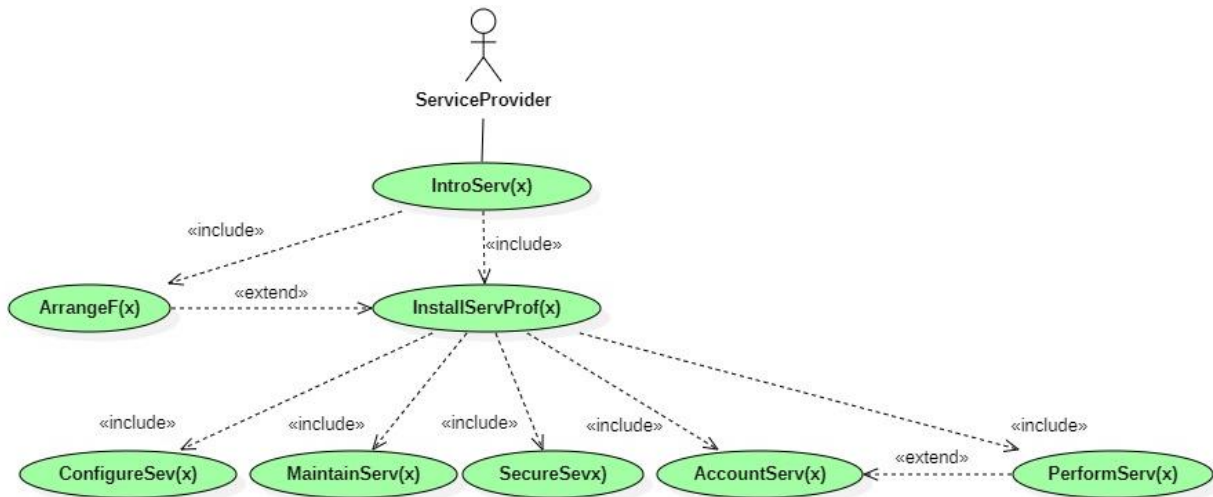 ServiceProvider
IntroServ(x)
«include»
«include»
ArrangeF(x)
«extend»
InstallServProf(x)
«include»
«include»
«include»
«include»
«include»
ConfigureSev(x)
MaintainServ(x)
SecureSevx)
AccountServ(x)
«extend»
PerformServ(x)